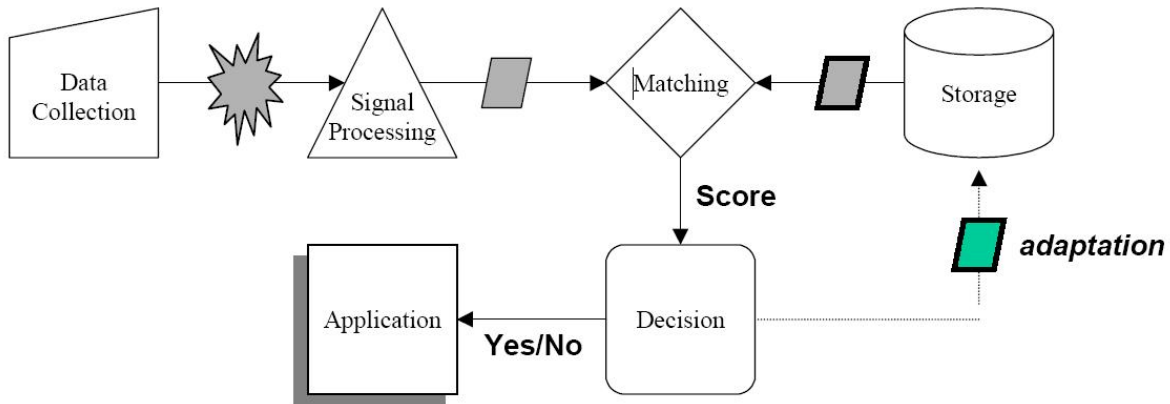 Data
Collection
Signal
Processing
Matching
Storage
Score
adaptation
Application
Yes/No
Decision